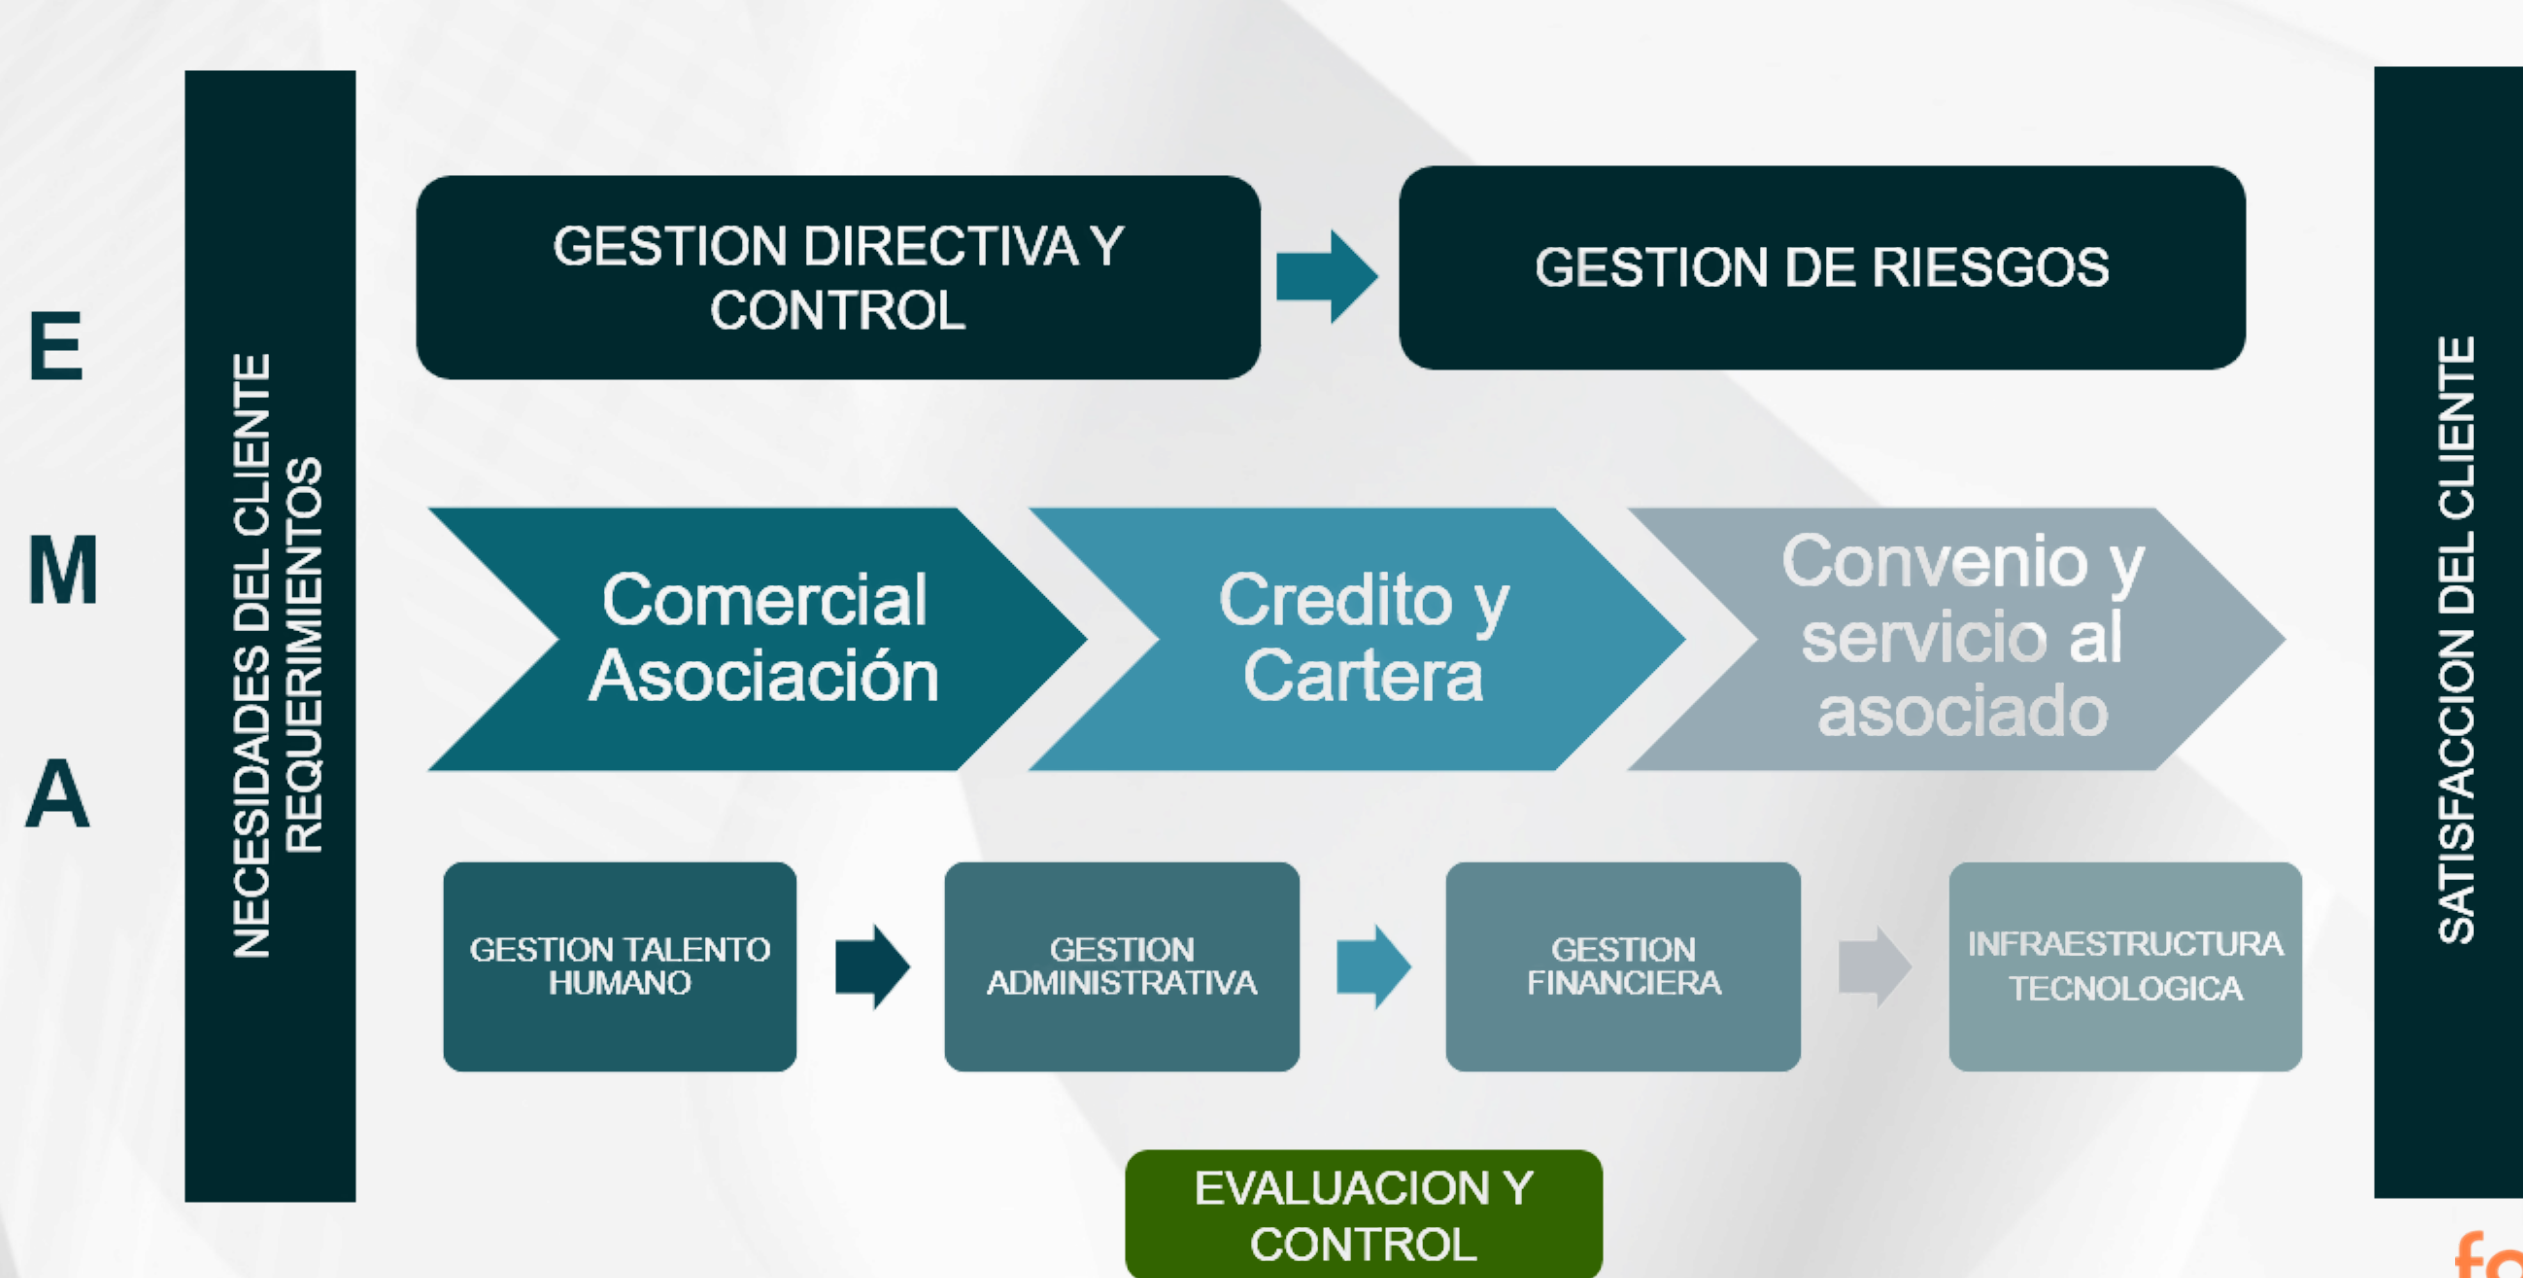 E
M
A
NECESIDADES DEL CLIENTE
REQUERIMIENTOS
GESTION DIRECTIVA Y
CONTROL
GESTION DE RIESGOS
Comercial
Asociación
Credito y
Cartera
Convenio y
servicio al
asociado
GESTION TALENTO
HUMANO
GESTION
ADMINISTRATIVA
GESTION
FINANCIERA
INFRAESTRUCTURA
TECNOLOGICA
EVALUACION Y
CONTROL
SATISFACCION DEL CLIENTE